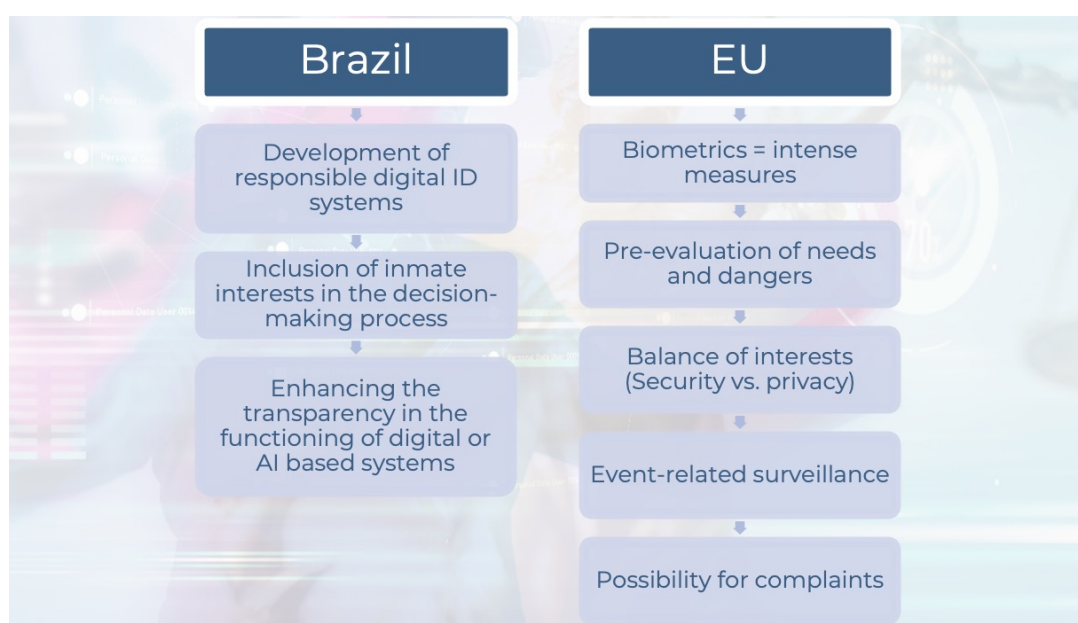 Brazil
Development of
responsible digital ID
systems
Inclusion of inmate
interests in the decision-
making process
Enhancing the
transparency in the
functioning of digital or
AI based systems
EU
Biometrics = intense
measures
Pre-evaluation of needs
and dangers
Balance of interests
(Security vs. privacy)
Event-related surveillance
Possibility for complaints